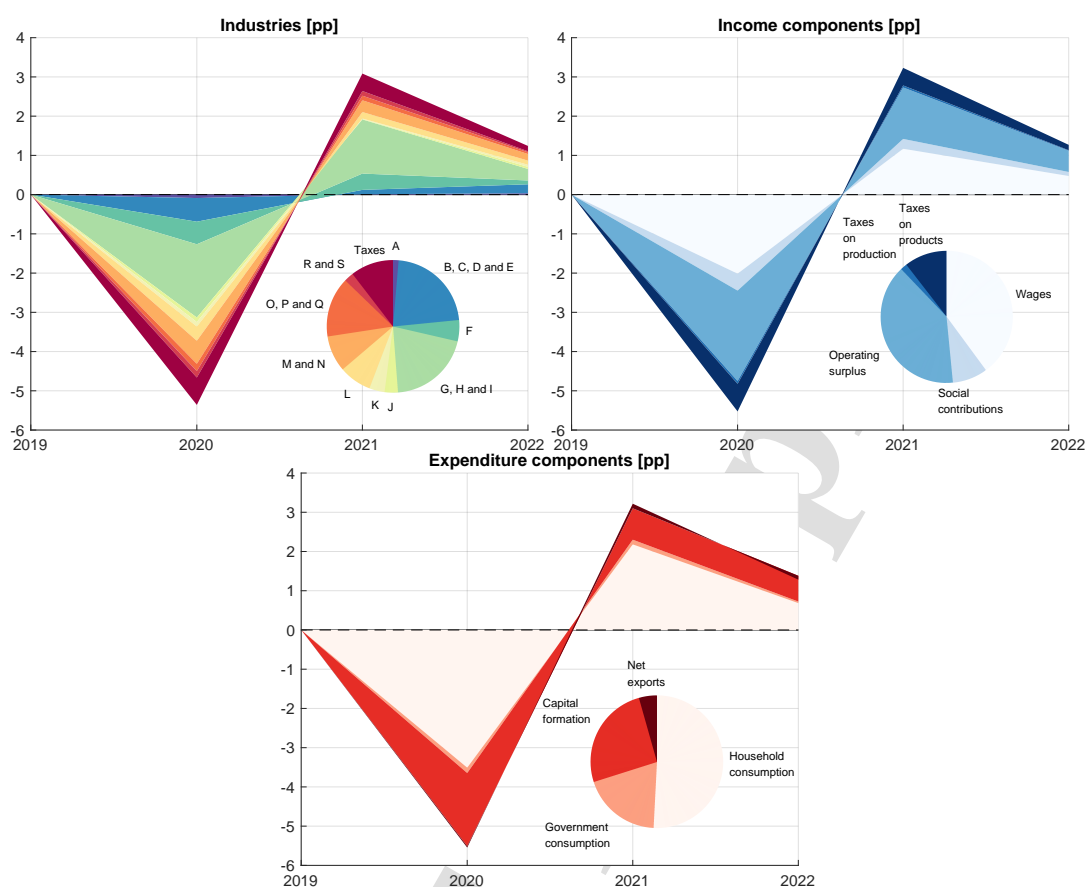 Industries [pp]
4
3
2
1
0
-1
-2
-3
-4
-5
-6
2019
2020
2021
2022
Taxes
A
R and S
B, C, D and E
O, P and Q
F
M and N
G, H and I
L
K
J
Income components [pp]
4
3
2
1
0
-1
-2
-3
-4
-5
-6
2019
2020
2021
2022
Taxes
on
production
Taxes
on
products
Wages
Operating
surplus
Social
contributions
Expenditure components [pp]
4
3
2
1
0
-1
-2
-3
-4
-5
-6
2019
2020
2021
2022
Net
exports
Capital
formation
Household
consumption
Government
consumption